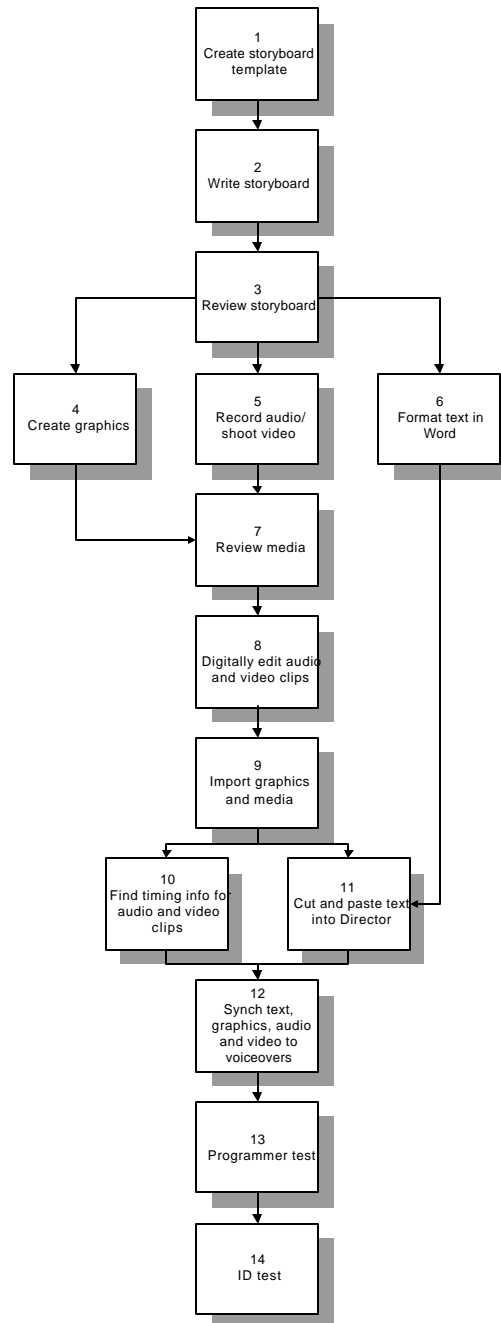 1
Create storyboard
template
2
Write storyboard
3
Review storyboard
4
Create graphics
5
Record audio/
shoot video
6
Format text in
Word
7
Review media
8
Digitally edit audio
and video clips
9
Import graphics
and media
10
Find timing info for
audio and video
clips
11
Cut and paste text
into Director
12
Synch text,
graphics, audio
and video to
voiceovers
13
Programmer test
14
ID test